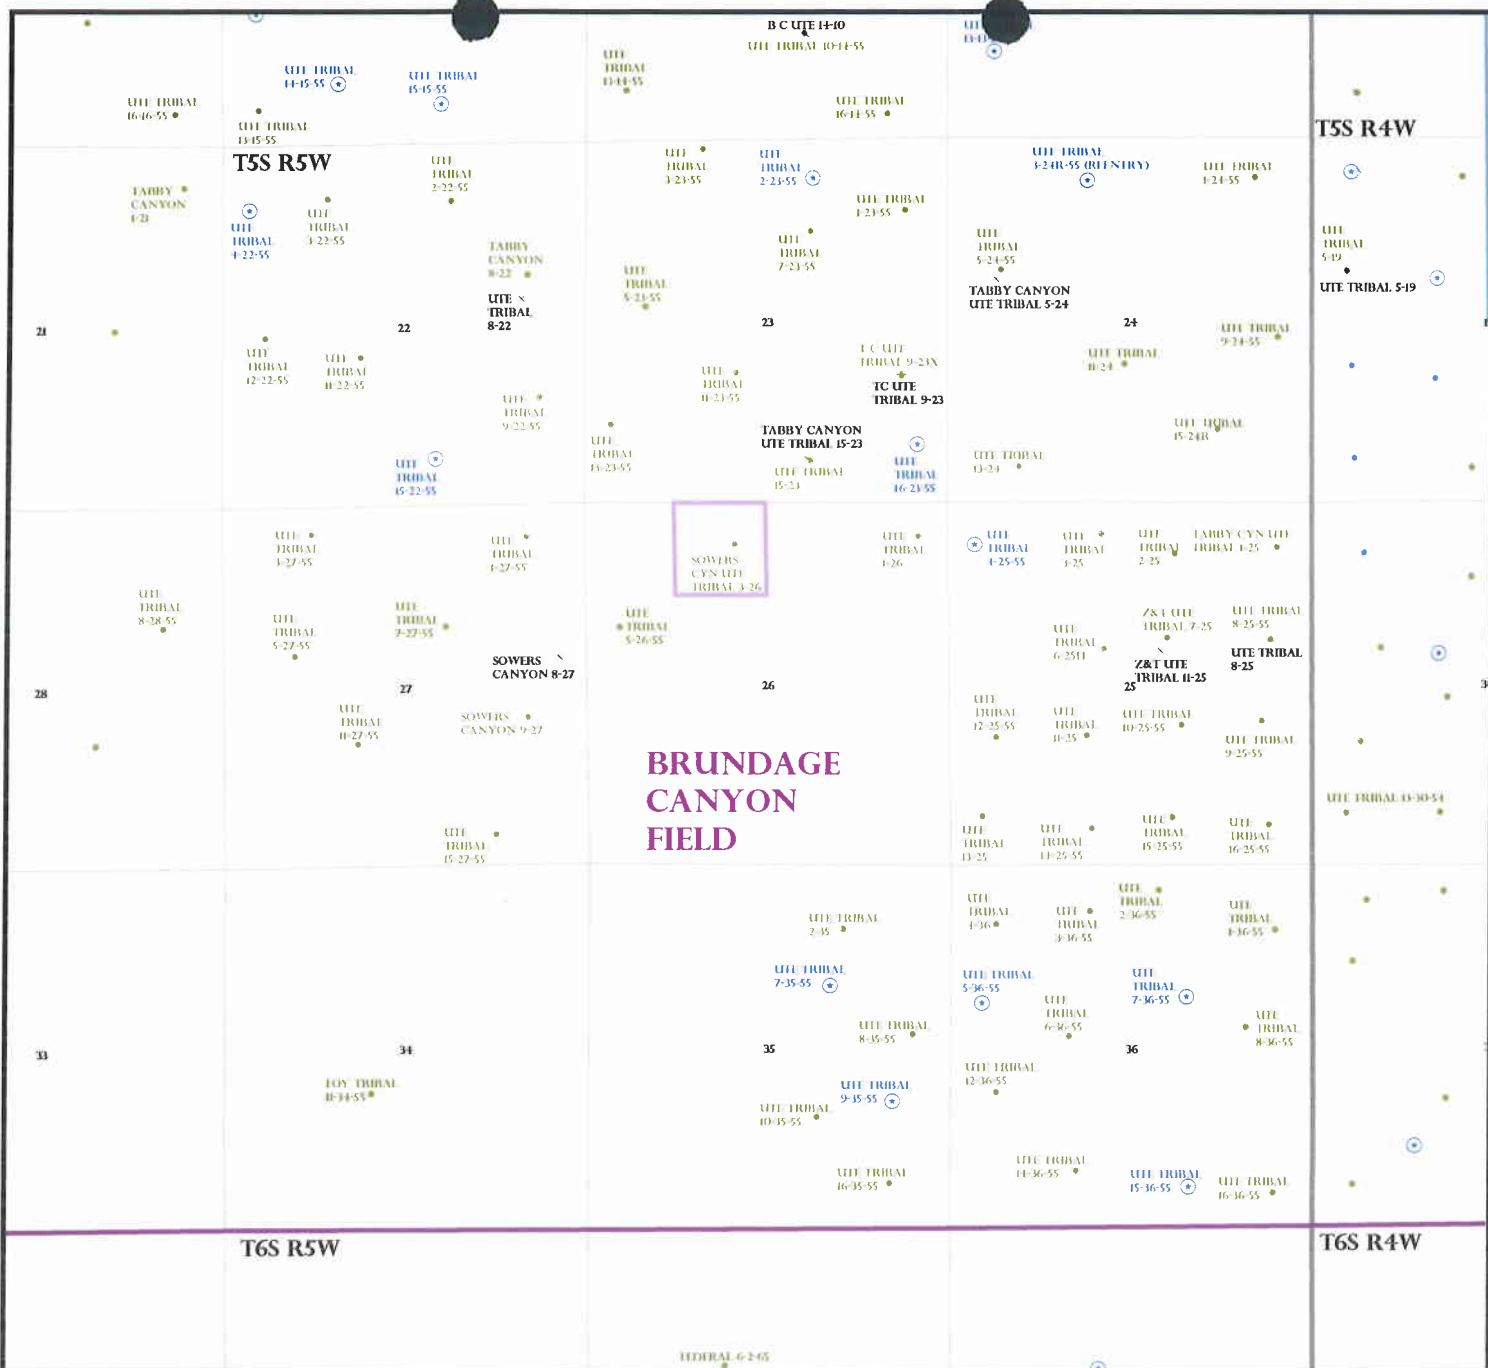 B C UTE 14-10
UTE TRIBAL 10-14-55
UTE TRIBAL
14-15-55
UTE TRIBAL
15-15-55
UTE
TRIBAL
13-14-55
UTE TRIBAL
16-16-55
UTE TRIBAL
13-15-55
UTE TRIBAL
16-14-55
T5S R5W
T5S R4W
UTE
TRIBAL
2-22-55
UTE
TRIBAL
3-23-55
UTE
TRIBAL
2-23-55
UTE TRIBAL
3-24R-55 (REENTRY)
UTE TRIBAL
1-24-55
TABBY
CANYON
1-21
UTE
TRIBAL
4-22-55
UTE
TRIBAL
3-22-55
UTE TRIBAL
1-23-55
UTE
TRIBAL
7-23-55
UTE
TRIBAL
5-24-55
UTE
TRIBAL
5-19
TABBY
CANYON
8-22
UTE
TRIBAL
8-22
UTE
TRIBAL
5-23-55
TABBY CANYON
UTE TRIBAL 5-24
UTE TRIBAL 5-19
21
22
23
24
UTE TRIBAL
9-24-55
UTE
TRIBAL
12-22-55
UTE
TRIBAL
11-22-55
UTE
TRIBAL
11-23-55
TRIBAL 9-23X
TC UTE
TRIBAL 9-23
UTE TRIBAL
11-24
UTE
TRIBAL
9-22-55
UTE
TRIBAL
13-23-55
TABBY CANYON
UTE TRIBAL 15-23
UTE TRIBAL
15-23
UTE TRIBAL
15-24R
UTE
TRIBAL
15-22-55
UTE
TRIBAL
16-23-55
UTE TRIBAL
13-24
UTE
TRIBAL
3-27-55
UTE
TRIBAL
1-27-55
SOWERS
CYN UTE
TRIBAL 3-26
UTE
TRIBAL
1-26
UTE
TRIBAL
4-25-55
UTE
TRIBAL
3-25
UTE
TRIBAL
2-25
TABBY CYN UTE
TRIBAL 1-25
UTE
TRIBAL
8-28-55
UTE
TRIBAL
5-27-55
UTE
TRIBAL
7-27-55
UTE
TRIBAL
5-26-55
UTE
TRIBAL
6-25H
Z&T UTE
TRIBAL 7-25
UTE TRIBAL
8-25-55
SOWERS
CANYON 8-27
Z&T UTE
TRIBAL 11-25
UTE TRIBAL
8-25
28
27
26
25
UTE
TRIBAL
11-27-55
SOWERS
CANYON 9-27
UTE
TRIBAL
12-25-55
UTE
TRIBAL
11-25
UTE TRIBAL
10-25-55
UTE TRIBAL
9-25-55
BRUNDAGE
CANYON
FIELD
UTE TRIBAL 13-30-54
UTE
TRIBAL
15-27-55
UTE
TRIBAL
13-25
UTE
TRIBAL
14-25-55
UTE
TRIBAL
15-25-55
UTE
TRIBAL
16-25-55
UTE TRIBAL
2-35
UTE
TRIBAL
4-36
UTE
TRIBAL
3-36-55
UTE
TRIBAL
2-36-55
UTE
TRIBAL
1-36-55
UTE TRIBAL
7-35-55
UTE TRIBAL
5-36-55
UTE
TRIBAL
7-36-55
UTE TRIBAL
8-35-55
UTE
TRIBAL
6-36-55
UTE
TRIBAL
8-36-55
33
34
35
36
FOY TRIBAL
11-34-55
UTE TRIBAL
9-35-55
UTE TRIBAL
12-36-55
UTE TRIBAL
10-35-55
UTE TRIBAL
16-35-55
UTE TRIBAL
14-36-55
UTE TRIBAL
15-36-55
UTE TRIBAL
16-36-55
T6S R5W
T6S R4W
FEDERAL 6-2-65